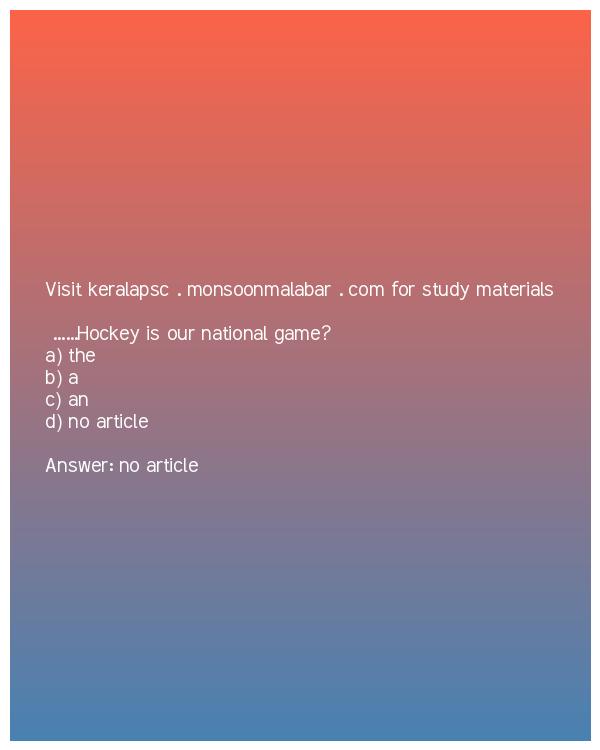 Visit keralapsc . monsoonmalabar . com for study materials
......Hockey is our national game?
a) the
b) a
c) an
d) no article
Answer: no article